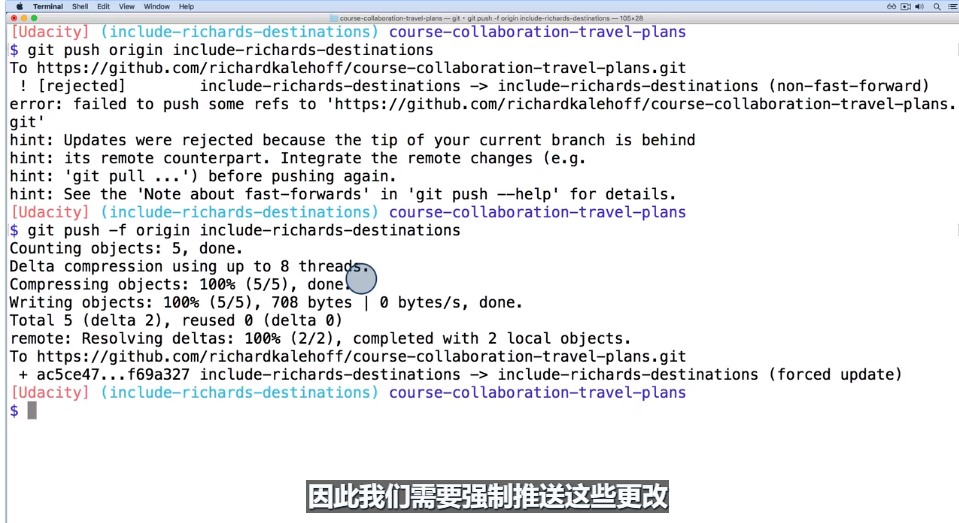 Terminal Shell Edit View Window Help
course-collaboration-travel-plans — git • git push -f origin include-richards-destinations — 105×28
[Udacity] (include-richards-destinations) course-collaboration-travel-plans
$ git push origin include-richards-destinations
To https://github.com/richardkalehoff/course-collaboration-travel-plans.git
! [rejected] include-richards-destinations -> include-richards-destinations (non-fast-forward)
error: failed to push some refs to 'https://github.com/richardkalehoff/course-collaboration-travel-plans.
git'
hint: Updates were rejected because the tip of your current branch is behind
hint: its remote counterpart. Integrate the remote changes (e.g.
hint: 'git pull ...') before pushing again.
hint: See the 'Note about fast-forwards' in 'git push --help' for details.
[Udacity] (include-richards-destinations) course-collaboration-travel-plans
$ git push -f origin include-richards-destinations
Counting objects: 5, done.
Delta compression using up to 8 threads.
Compressing objects: 100% (5/5), done.
Writing objects: 100% (5/5), 708 bytes | 0 bytes/s, done.
Total 5 (delta 2), reused 0 (delta 0)
remote: Resolving deltas: 100% (2/2), completed with 2 local objects.
To https://github.com/richardkalehoff/course-collaboration-travel-plans.git
+ ac5ce47...f69a327 include-richards-destinations -> include-richards-destinations (forced update)
[Udacity] (include-richards-destinations) course-collaboration-travel-plans
$
因此我们需要强制推送这些更改